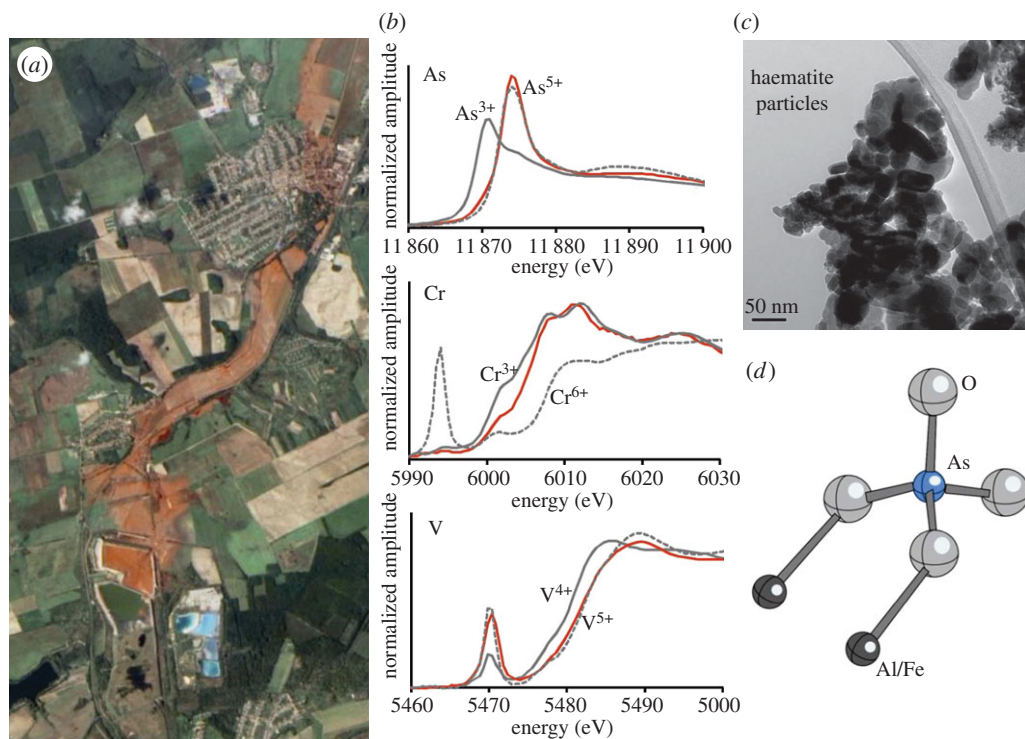 (a)
(b)
As
As3+
As5+
normalized amplitude
11 860 11 870 11 880 11 890 11 900
energy (eV)
Cr
Cr3+
Cr6+
normalized amplitude
5990 6000 6010 6020 6030
energy (eV)
V
V4+
V5+
normalized amplitude
5460 5470 5480 5490 5000
energy (eV)
(c)
haematite
particles
50 nm
(d)
O
As
Al/Fe